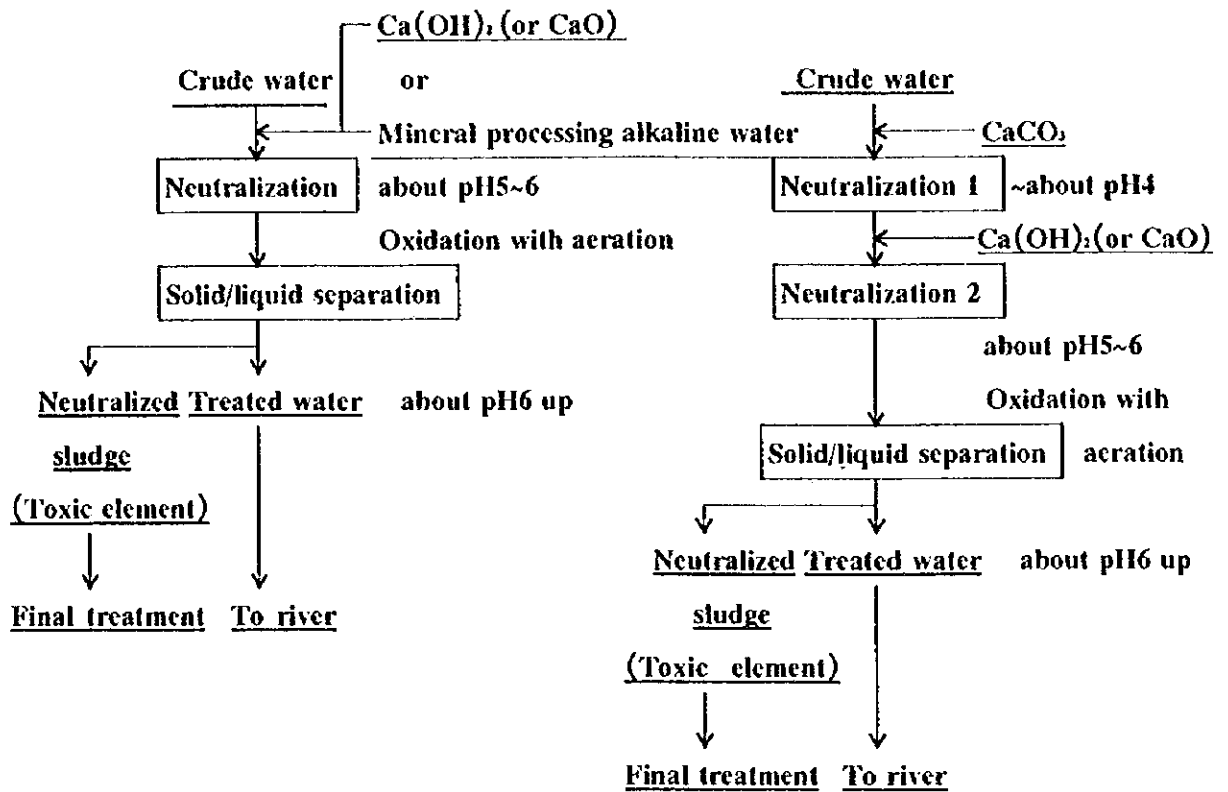 Ca(OH)₂ (or CaO)
Crude water
or
Mineral processing alkaline water
Neutralization
about pH5~6
Oxidation with aeration
Solid/liquid separation
Neutralized
Treated water
about pH6 up
sludge
(Toxic element)
Final treatment
To river
Crude water
CaCO₃
Neutralization 1
~about pH4
Ca(OH)₂(or CaO)
Neutralization 2
about pH5~6
Oxidation with
Solid/liquid separation
aeration
Neutralized
Treated water
about pH6 up
sludge
(Toxic element)
Final treatment
To river